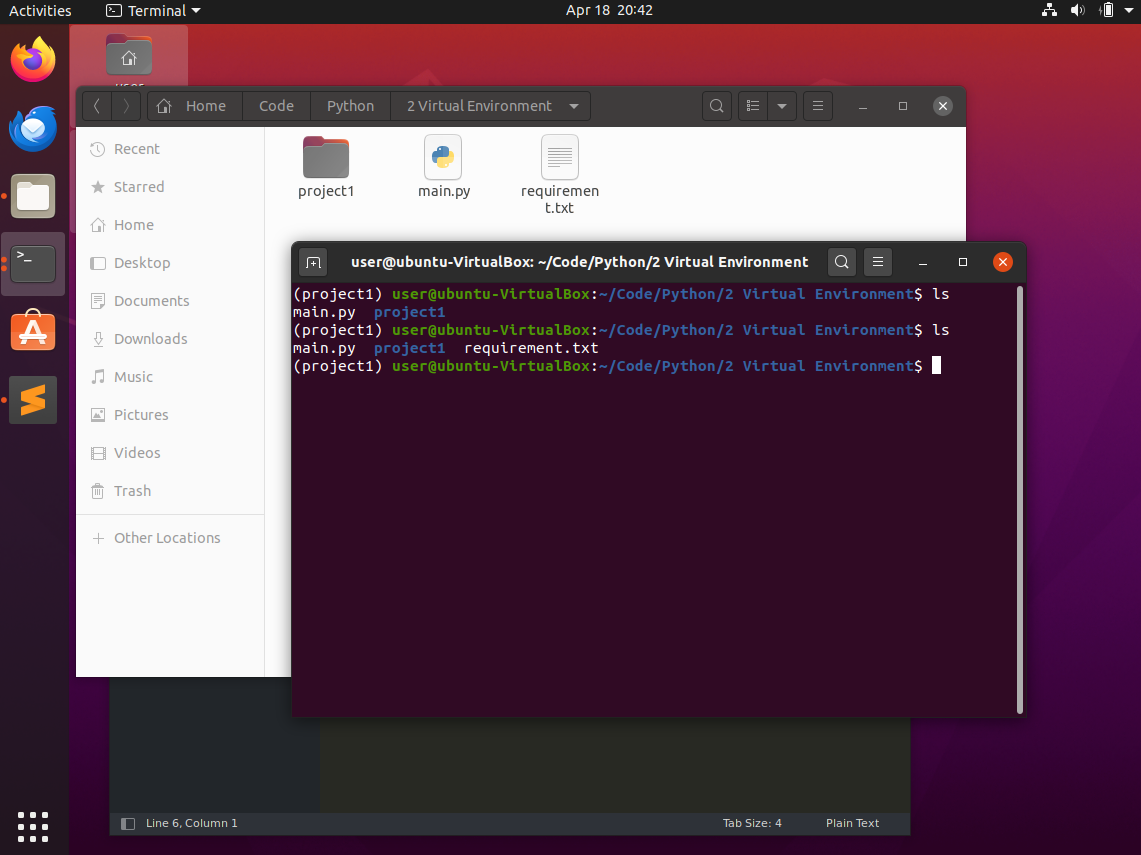 Activities
Terminal
Apr 18 20:42
Home
Code
Python
2 Virtual Environment
Recent
Starred
Home
Desktop
Documents
Downloads
Music
Pictures
Videos
Trash
Other Locations
project1
main.py
requiremen
t.txt
user@ubuntu-VirtualBox: ~/Code/Python/2 Virtual Environment
(project1) user@ubuntu-VirtualBox:~/Code/Python/2 Virtual Environment$ ls
main.py project1
(project1) user@ubuntu-VirtualBox:~/Code/Python/2 Virtual Environment$ ls
main.py project1 requirement.txt
(project1) user@ubuntu-VirtualBox:~/Code/Python/2 Virtual Environment$
Line 6, Column 1
Tab Size: 4
Plain Text